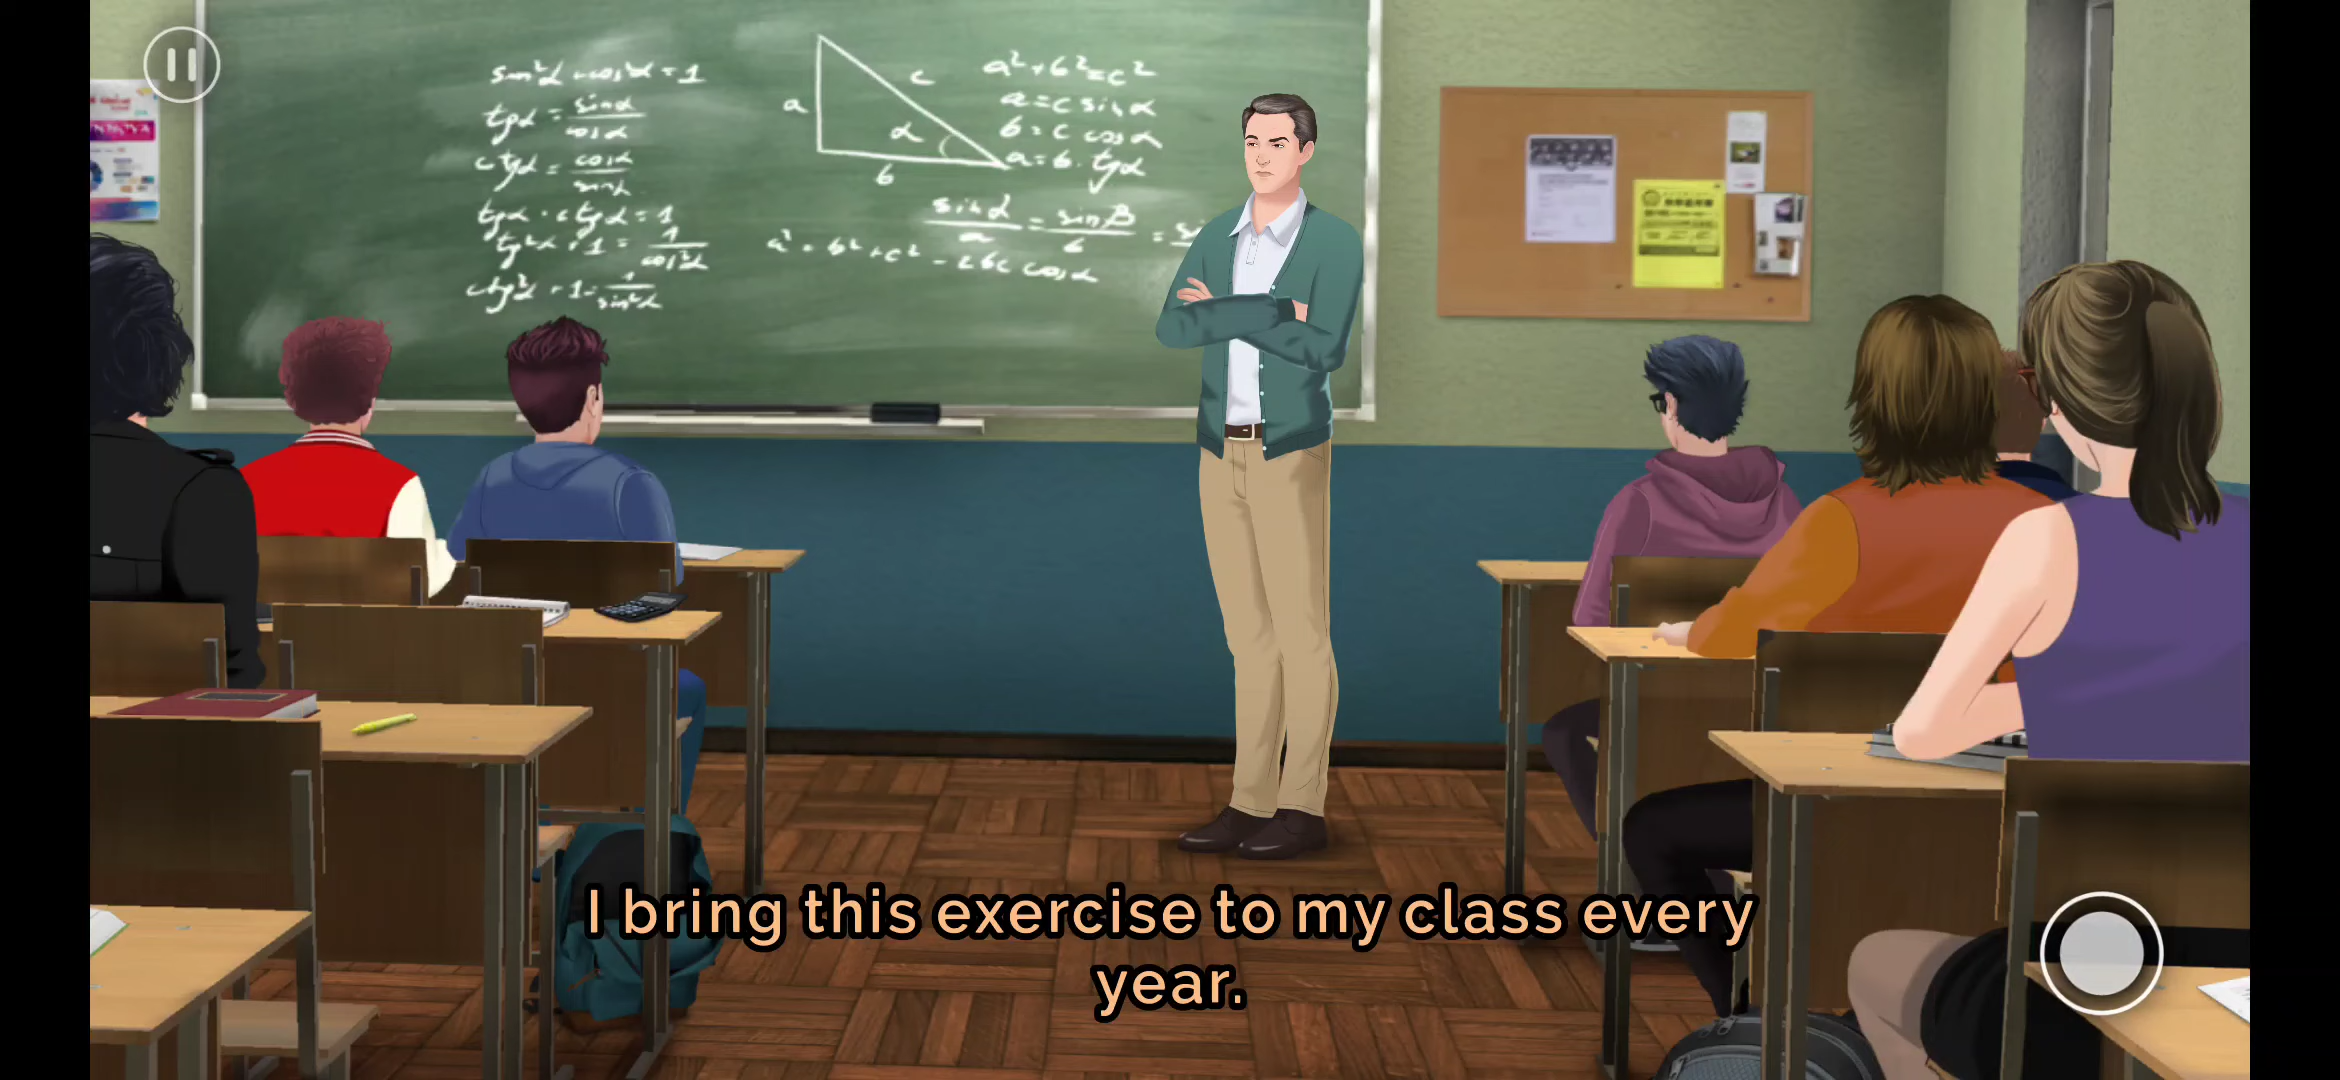 sin²α + cos²α = 1
tgα = sinα / cosα
ctgα = cosα / sinα
tgα · ctgα = 1
tg²α + 1 = 1 / cos²α
ctg²α + 1 = 1 / sin²α
a
c
α
b
a² + b² = c²
a = c sinα
b = c cosα
a = b · tgα
sinα / a = sinβ / b =
a² = b² + c² - 2bc cosα
I bring this exercise to my class every
year.